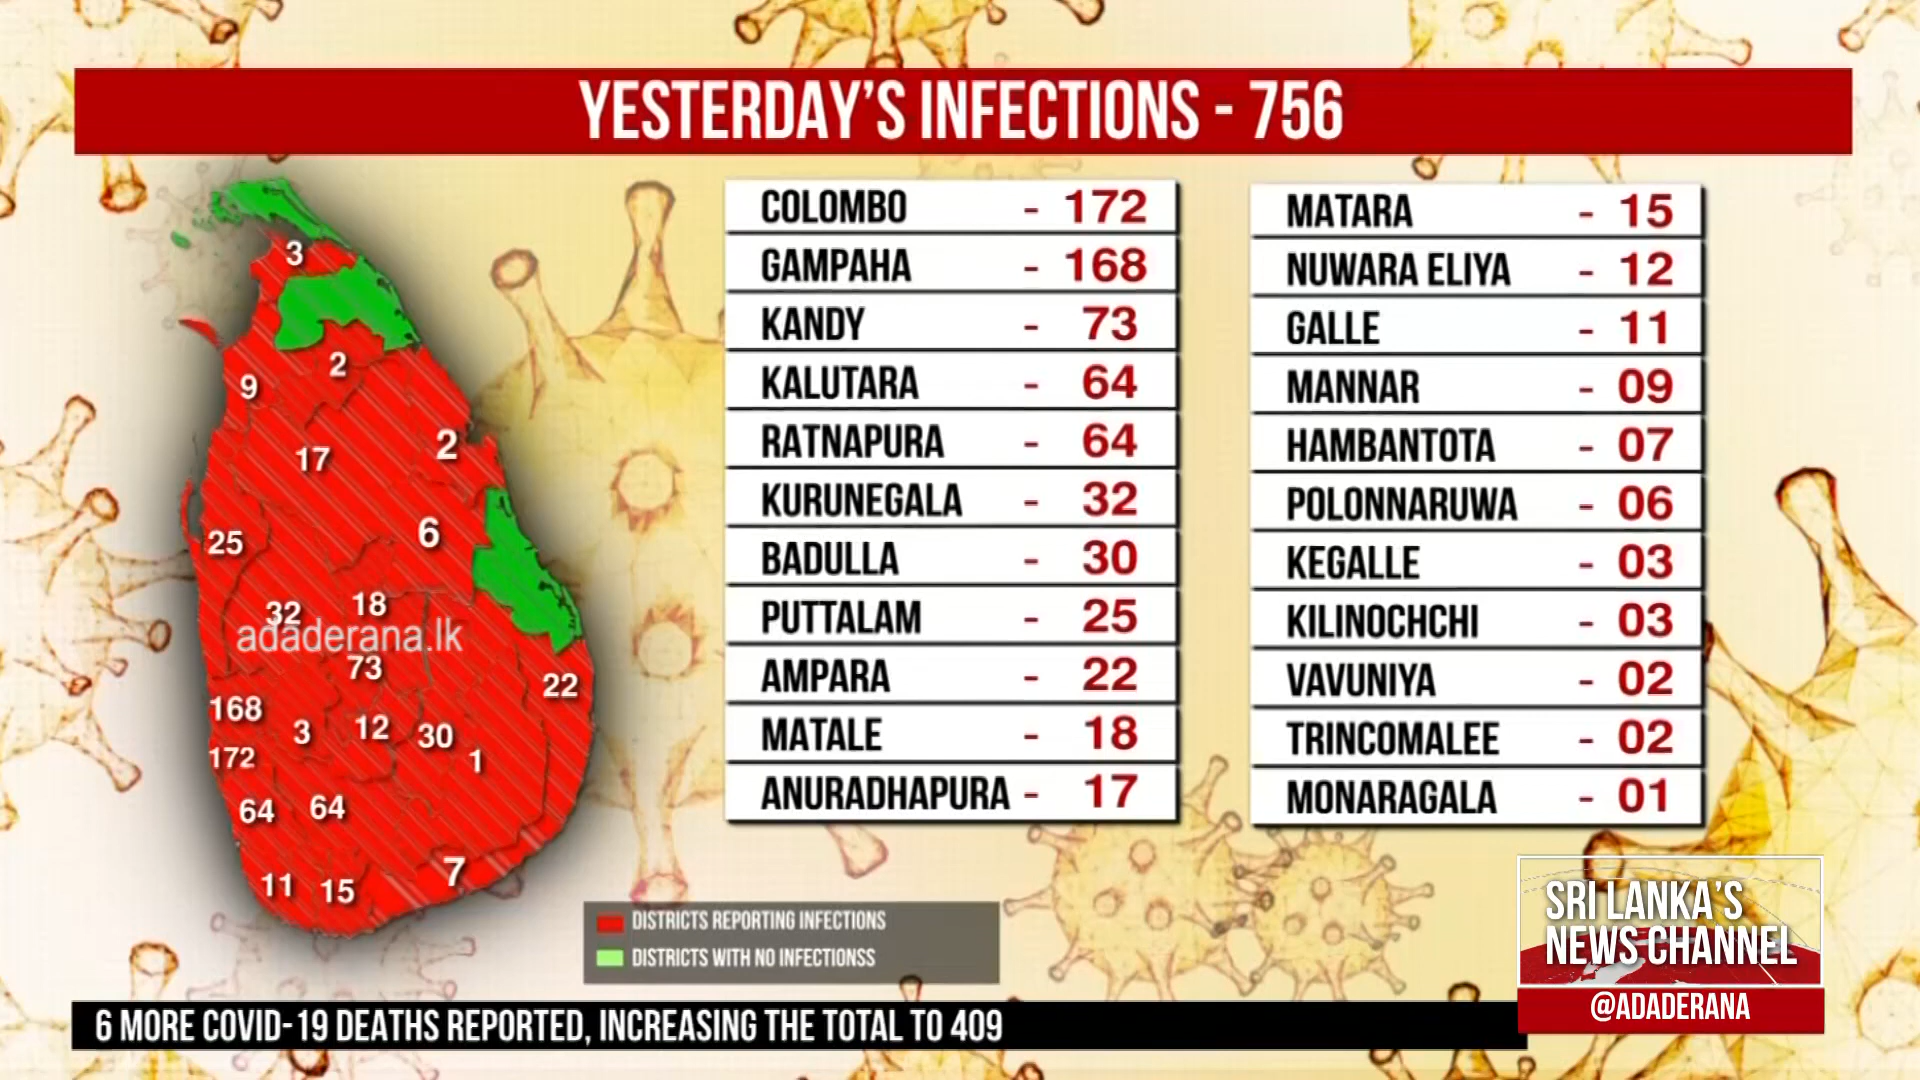 YESTERDAY'S INFECTIONS - 756
3
2
9
2
17
6
25
18
32
adaderana.lk
73
22
168
3
12
30
1
172
64
64
7
11
15
COLOMBO - 172
GAMPAHA - 168
KANDY - 73
KALUTARA - 64
RATNAPURA - 64
KURUNEGALA - 32
BADULLA - 30
PUTTALAM - 25
AMPARA - 22
MATALE - 18
ANURADHAPURA - 17
MATARA - 15
NUWARA ELIYA - 12
GALLE - 11
MANNAR - 09
HAMBANTOTA - 07
POLONNARUWA - 06
KEGALLE - 03
KILINOCHCHI - 03
VAVUNIYA - 02
TRINCOMALEE - 02
MONARAGALA - 01
DISTRICTS REPORTING INFECTIONS
DISTRICTS WITH NO INFECTIONSS
SRI LANKA'S
NEWS CHANNEL
@ADADERANA
6 MORE COVID-19 DEATHS REPORTED, INCREASING THE TOTAL TO 409